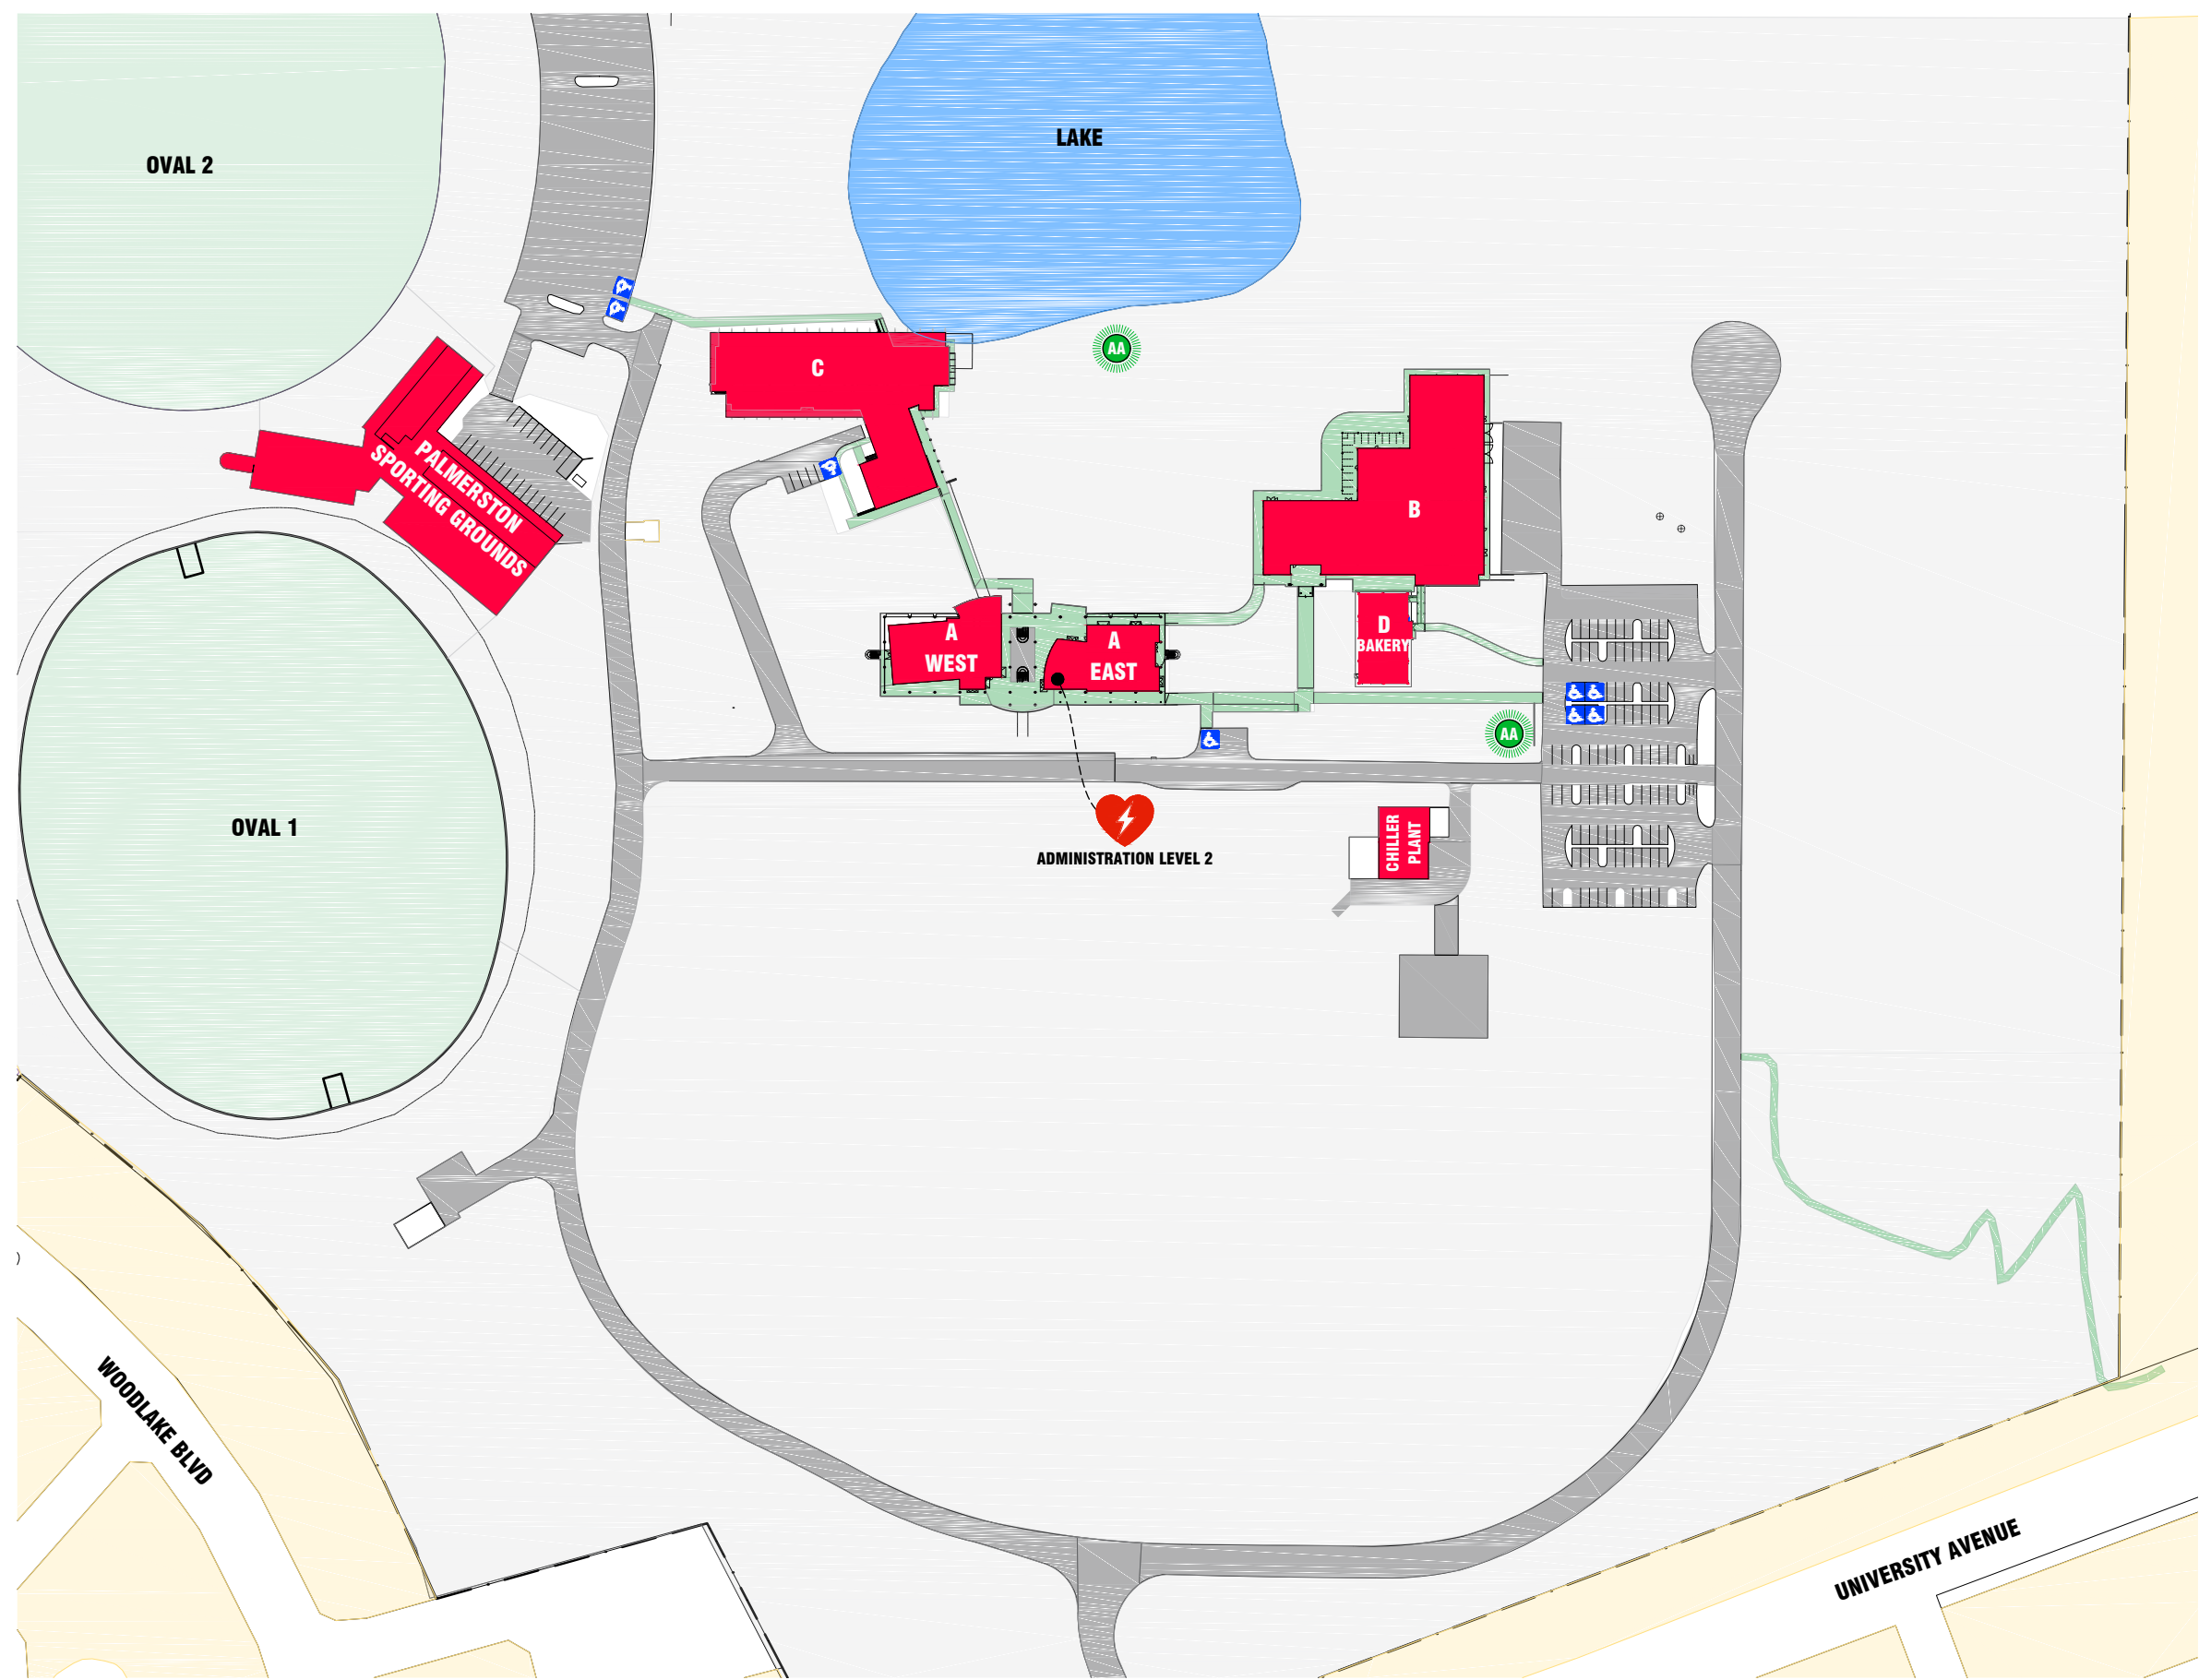 OVAL 2
LAKE
C
AA
PALMERSTON
SPORTING GROUNDS
B
A
WEST
A
EAST
D
BAKERY
AA
OVAL 1
ADMINISTRATION LEVEL 2
CHILLER
PLANT
WOODLAKE BLVD
UNIVERSITY AVENUE